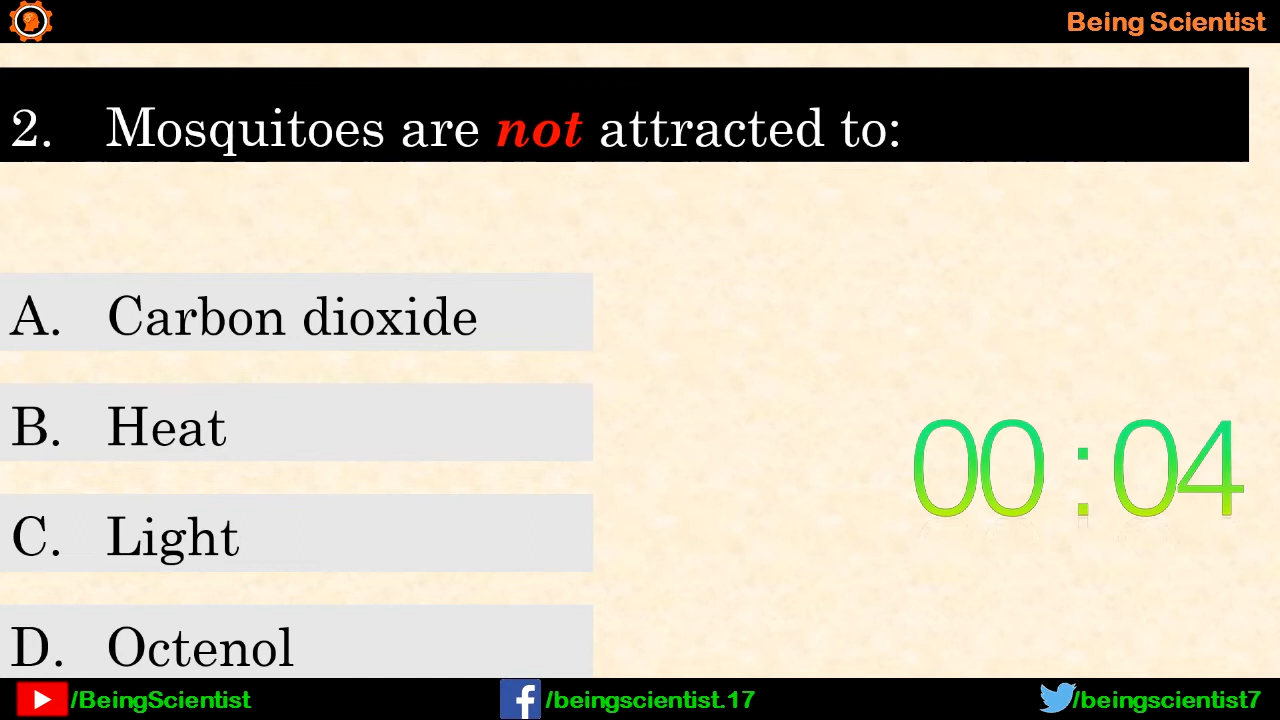 Being Scientist
2. Mosquitoes are not attracted to:
A. Carbon dioxide
B. Heat
00:04
C. Light
D. Octenol
/BeingScientist /beingscientist.17 /beingscientist7